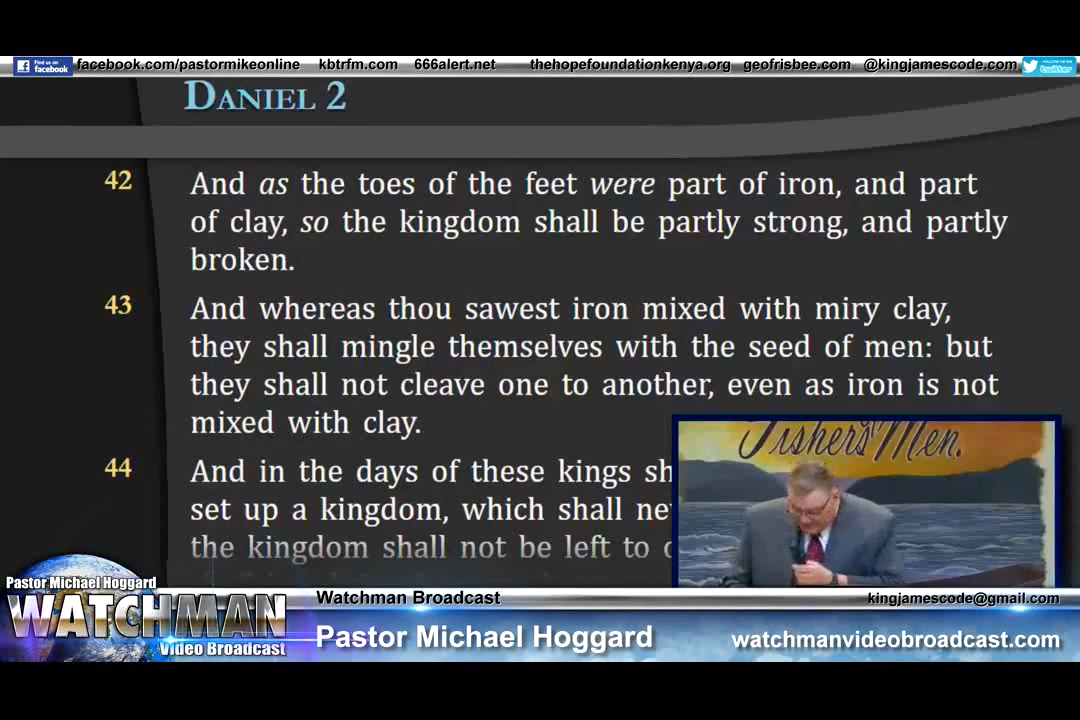 Find us on facebook facebook.com/pastormikeonline kbtrfm.com 666alert.net thehopefoundationkenya.org geofrisbee.com @kingjamescode.com FOLLOW US ON twitter
DANIEL 2
42 And as the toes of the feet were part of iron, and part
of clay, so the kingdom shall be partly strong, and partly
broken.
43 And whereas thou sawest iron mixed with miry clay,
they shall mingle themselves with the seed of men: but
they shall not cleave one to another, even as iron is not
mixed with clay.
44 And in the days of these kings
set up a kingdom, which shall
the kingdom shall not be left to
Fishers of Men.
Pastor Michael Hoggard
WATCHMAN
Video Broadcast
Watchman Broadcast
kingjamescode@gmail.com
Pastor Michael Hoggard
watchmanvideobroadcast.com